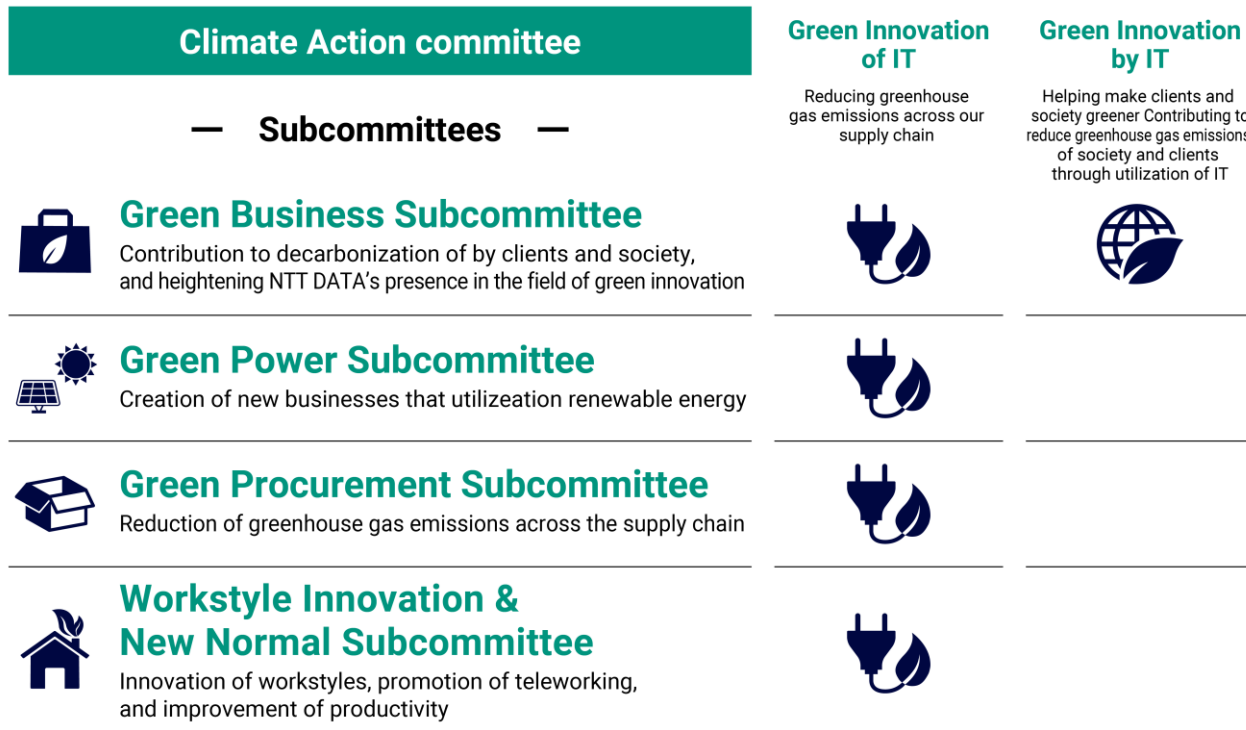 Climate Action committee
— Subcommittees —
Green Innovation
of IT
Reducing greenhouse
gas emissions across our
supply chain
Green Innovation
by IT
Helping make clients and
society greener Contributing to
reduce greenhouse gas emissions
of society and clients
through utilization of IT
Green Business Subcommittee
Contribution to decarbonization of by clients and society,
and heightening NTT DATA’s presence in the field of green innovation
Green Power Subcommittee
Creation of new businesses that utilizeation renewable energy
Green Procurement Subcommittee
Reduction of greenhouse gas emissions across the supply chain
Workstyle Innovation &
New Normal Subcommittee
Innovation of workstyles, promotion of teleworking,
and improvement of productivity